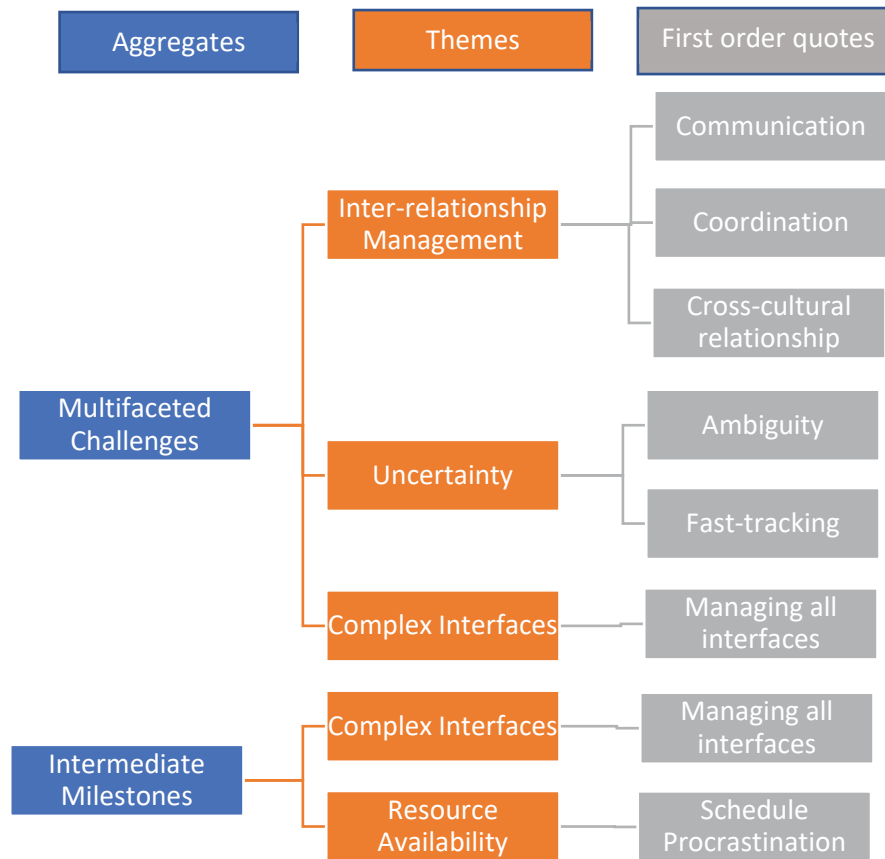 Aggregates
Themes
First order quotes
Communication
Inter-relationship
Management
Coordination
Cross-cultural
relationship
Multifaceted
Challenges
Ambiguity
Uncertainty
Fast-tracking
Complex Interfaces
Managing all
interfaces
Complex Interfaces
Managing all
interfaces
Intermediate
Milestones
Resource
Availability
Schedule
Procrastination